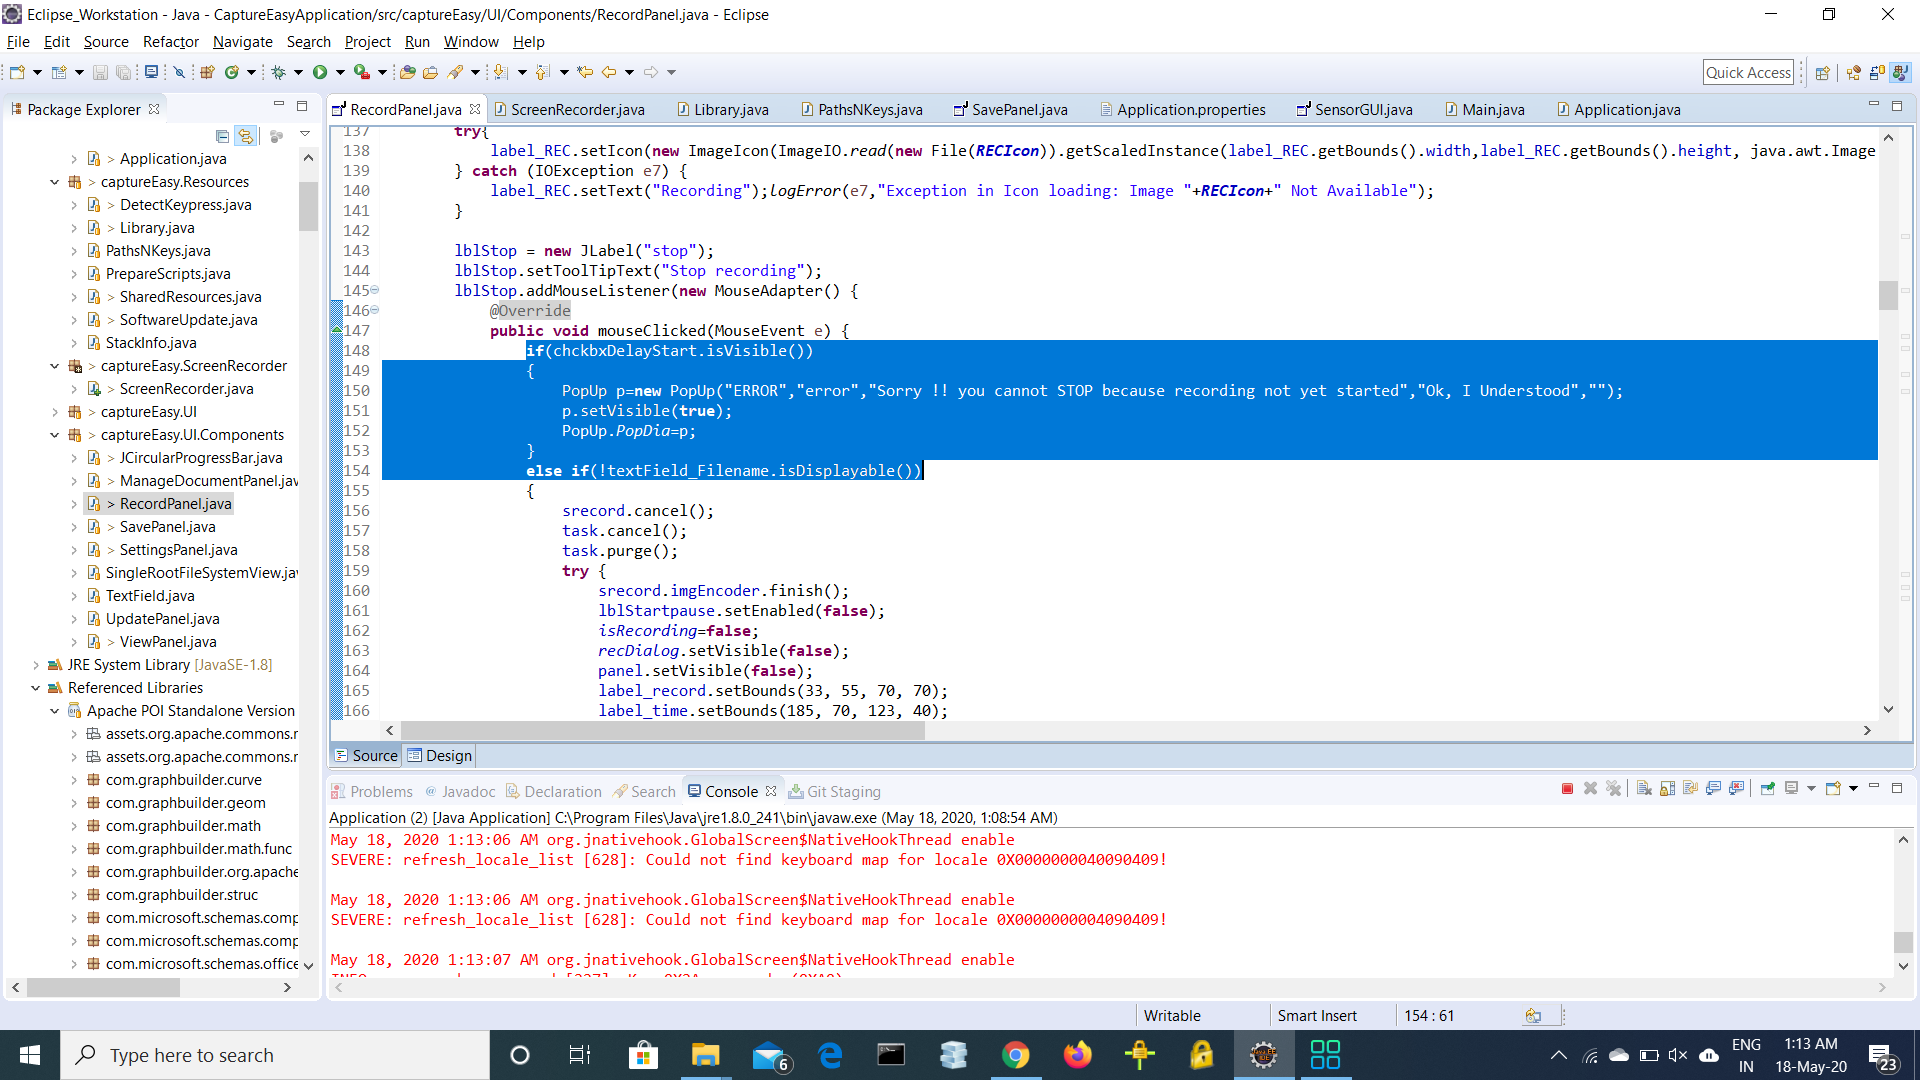 Eclipse_Workstation - Java - CaptureEasyApplication/src/captureEasy/UI/Components/RecordPanel.java - Eclipse
File Edit Source Refactor Navigate Search Project Run Window Help
Quick Access
Package Explorer
RecordPanel.java ScreenRecorder.java Library.java PathsNKeys.java SavePanel.java Application.properties SensorGUI.java Main.java Application.java
> Application.java
> captureEasy.Resources
> DetectKeypress.java
> Library.java
PathsNKeys.java
PrepareScripts.java
> SharedResources.java
> SoftwareUpdate.java
StackInfo.java
> captureEasy.ScreenRecorder
> ScreenRecorder.java
> captureEasy.UI
> captureEasy.UI.Components
> JCircularProgressBar.java
> ManageDocumentPanel.jav
> RecordPanel.java
> SavePanel.java
> SettingsPanel.java
SingleRootFileSystemView.ja
TextField.java
UpdatePanel.java
> ViewPanel.java
JRE System Library [JavaSE-1.8]
Referenced Libraries
Apache POI Standalone Version
assets.org.apache.commons.r
assets.org.apache.commons.r
com.graphbuilder.curve
com.graphbuilder.geom
com.graphbuilder.math
com.graphbuilder.math.func
com.graphbuilder.org.apache
com.graphbuilder.struc
com.microsoft.schemas.comp
com.microsoft.schemas.comp
com.microsoft.schemas.office
137 try{
138 label_REC.setIcon(new ImageIcon(ImageIO.read(new File(RECIcon)).getScaledInstance(label_REC.getBounds().width,label_REC.getBounds().height, java.awt.Image
139 } catch (IOException e7) {
140 label_REC.setText("Recording");logError(e7,"Exception in Icon loading: Image "+RECIcon+" Not Available");
141 }
142
143 lblStop = new JLabel("stop");
144 lblStop.setToolTipText("Stop recording");
145 lblStop.addMouseListener(new MouseAdapter() {
146 @Override
147 public void mouseClicked(MouseEvent e) {
148 if(chckbxDelayStart.isVisible())
149 {
150 PopUp p=new PopUp("ERROR","error","Sorry !! you cannot STOP because recording not yet started","Ok, I Understood","");
151 p.setVisible(true);
152 PopUp.PopDia=p;
153 }
154 else if(!textField_Filename.isDisplayable())
155 {
156 srecord.cancel();
157 task.cancel();
158 task.purge();
159 try {
160 srecord.imgEncoder.finish();
161 lblStartpause.setEnabled(false);
162 isRecording=false;
163 recDialog.setVisible(false);
164 panel.setVisible(false);
165 label_record.setBounds(33, 55, 70, 70);
166 label_time.setBounds(185, 70, 123, 40);
Source Design
Problems Javadoc Declaration Search Console Git Staging
Application (2) [Java Application] C:\Program Files\Java\jre1.8.0_241\bin\javaw.exe (May 18, 2020, 1:08:54 AM)
May 18, 2020 1:13:06 AM org.jnativehook.GlobalScreen$NativeHookThread enable
SEVERE: refresh_locale_list [628]: Could not find keyboard map for locale 0X0000000040090409!
May 18, 2020 1:13:06 AM org.jnativehook.GlobalScreen$NativeHookThread enable
SEVERE: refresh_locale_list [628]: Could not find keyboard map for locale 0X0000000004090409!
May 18, 2020 1:13:07 AM org.jnativehook.GlobalScreen$NativeHookThread enable
Writable Smart Insert 154 : 61
Type here to search
6
ENG
IN
1:13 AM
18-May-20
23